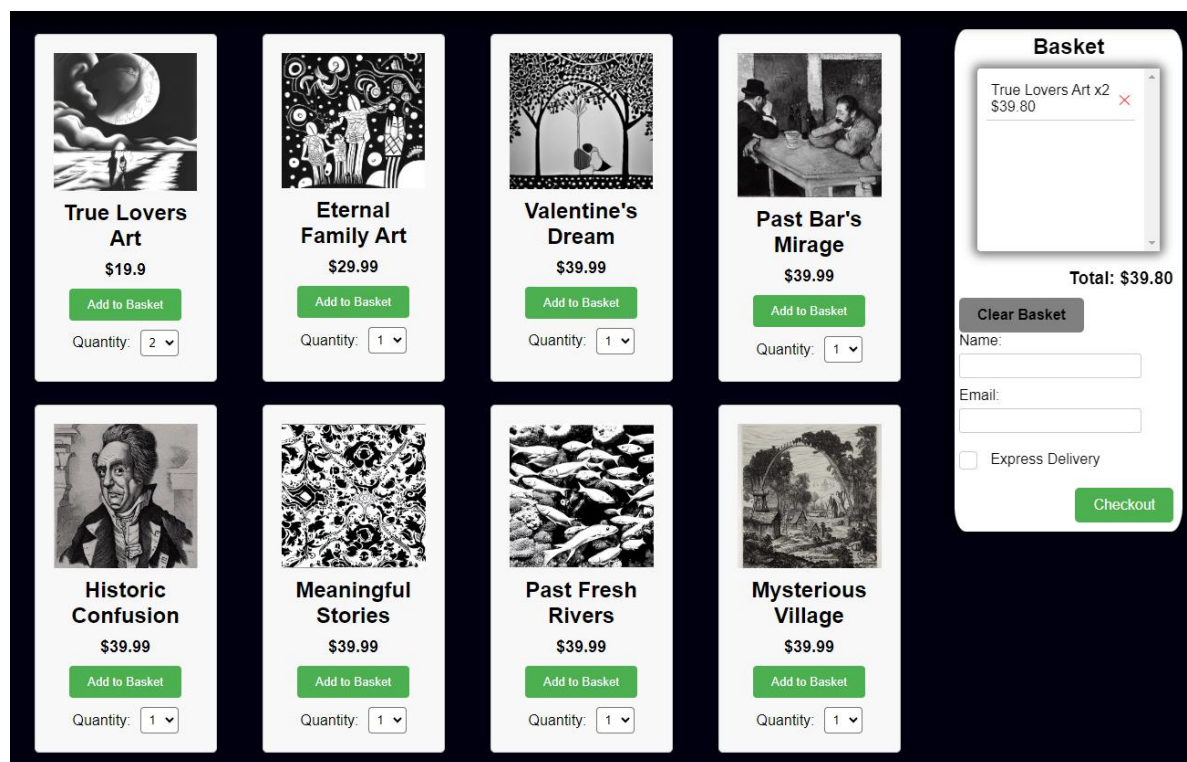 True Lovers
Art
$19.9
Add to Basket
Quantity: 2
Eternal
Family Art
$29.99
Add to Basket
Quantity: 1
Valentine's
Dream
$39.99
Add to Basket
Quantity: 1
Past Bar's
Mirage
$39.99
Add to Basket
Quantity: 1
Historic
Confusion
$39.99
Add to Basket
Quantity: 1
Meaningful
Stories
$39.99
Add to Basket
Quantity: 1
Past Fresh
Rivers
$39.99
Add to Basket
Quantity: 1
Mysterious
Village
$39.99
Add to Basket
Quantity: 1
Basket
True Lovers Art x2
$39.80
Total: $39.80
Clear Basket
Name:
Email:
Express Delivery
Checkout